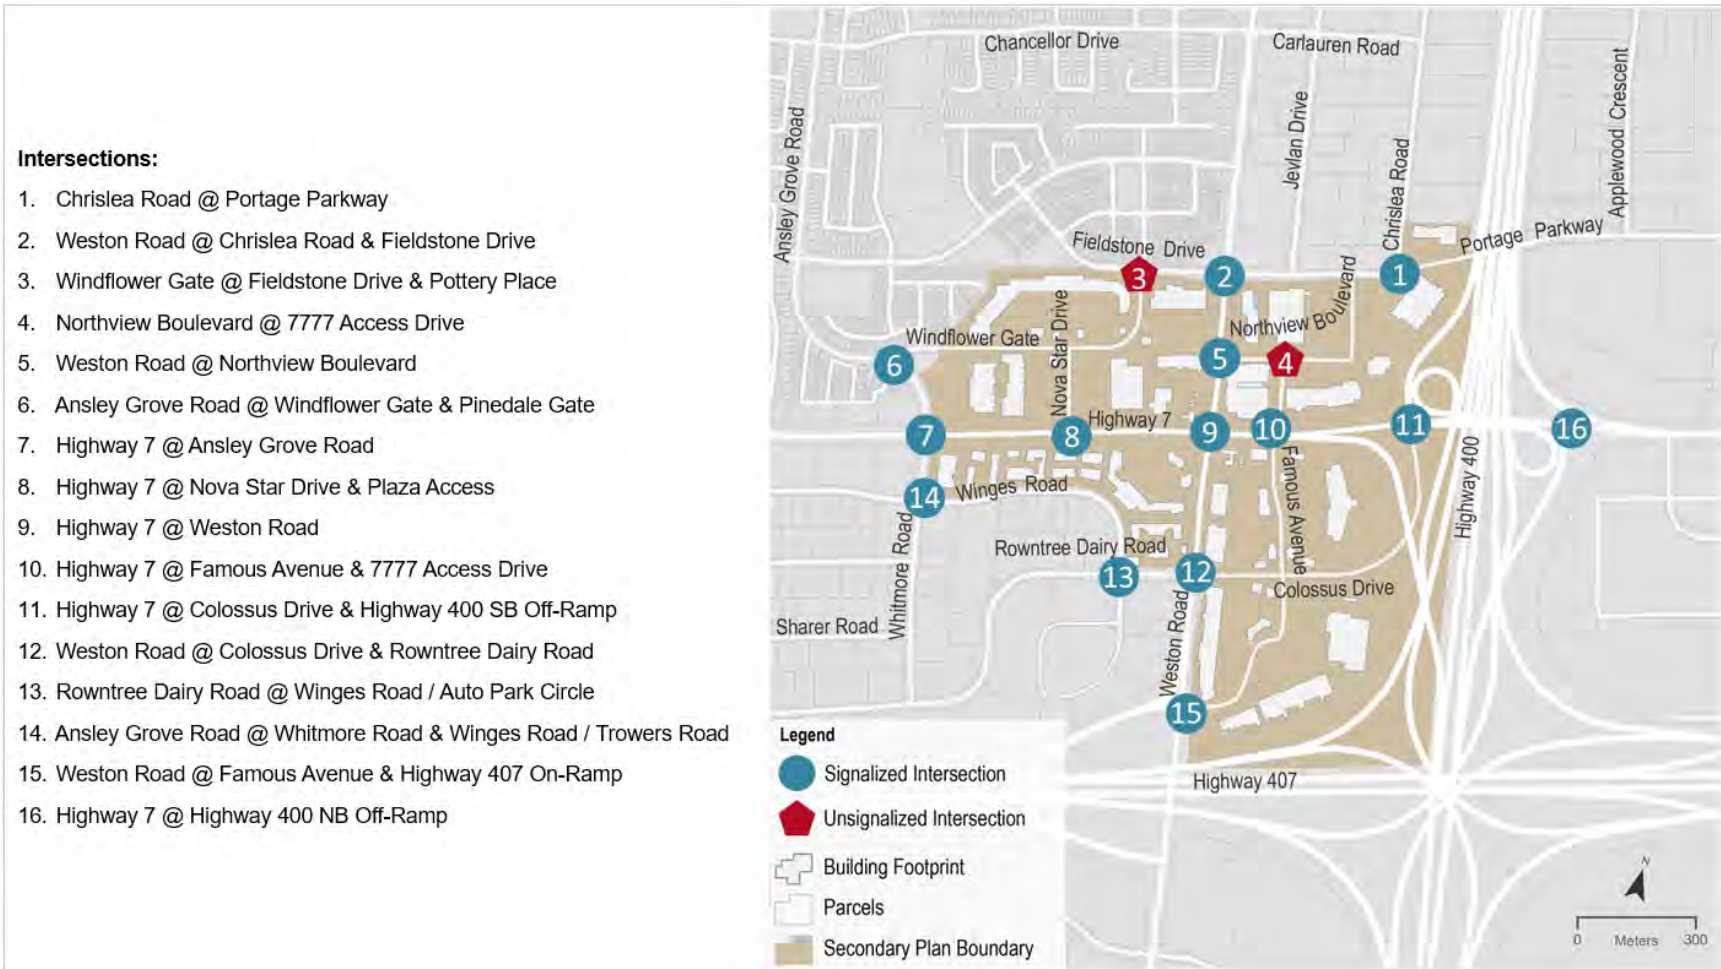 Intersections:
1. Chrislea Road @ Portage Parkway
2. Weston Road @ Chrislea Road & Fieldstone Drive
3. Windflower Gate @ Fieldstone Drive & Pottery Place
4. Northview Boulevard @ 7777 Access Drive
5. Weston Road @ Northview Boulevard
6. Ansley Grove Road @ Windflower Gate & Pinedale Gate
7. Highway 7 @ Ansley Grove Road
8. Highway 7 @ Nova Star Drive & Plaza Access
9. Highway 7 @ Weston Road
10. Highway 7 @ Famous Avenue & 7777 Access Drive
11. Highway 7 @ Colossus Drive & Highway 400 SB Off-Ramp
12. Weston Road @ Colossus Drive & Rowntree Dairy Road
13. Rowntree Dairy Road @ Winges Road / Auto Park Circle
14. Ansley Grove Road @ Whitmore Road & Winges Road / Trowers Road
15. Weston Road @ Famous Avenue & Highway 407 On-Ramp
16. Highway 7 @ Highway 400 NB Off-Ramp
Chancellor Drive
Carlauren Road
Applewood Crescent
Ansley Grove Road
Jevlan Drive
Chrislea Road
Portage Parkway
Fieldstone Drive
3
2
1
Northview Boulevard
Windflower Gate
Nova Star Drive
6
5
4
Highway 7
7
8
9
10
11
16
Highway 400
Famous Avenue
14
Winges Road
Whitmore Road
Rowntree Dairy Road
13
12
Colossus Drive
Sharer Road
Weston Road
15
Highway 407
Legend
Signalized Intersection
Unsignalized Intersection
Building Footprint
Parcels
Secondary Plan Boundary
N
0 Meters 300